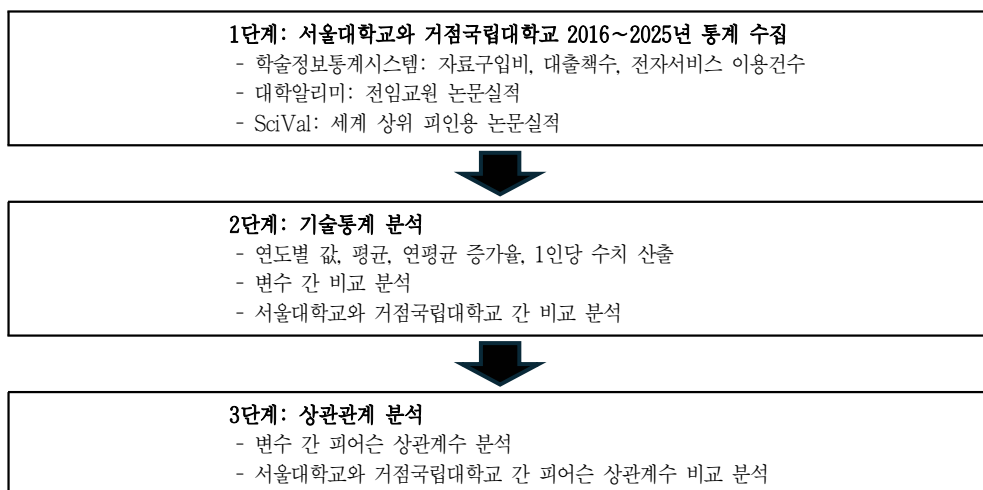 1단계: 서울대학교와 거점국립대학교 2016~2025년 통계 수집
- 학술정보통계시스템: 자료구입비, 대출책수, 전자서비스 이용건수
- 대학알리미: 전임교원 논문실적
- SciVal: 세계 상위 피인용 논문실적
2단계: 기술통계 분석
- 연도별 값, 평균, 연평균 증가율, 1인당 수치 산출
- 변수 간 비교 분석
- 서울대학교와 거점국립대학교 간 비교 분석
3단계: 상관관계 분석
- 변수 간 피어슨 상관계수 분석
- 서울대학교와 거점국립대학교 간 피어슨 상관계수 비교 분석